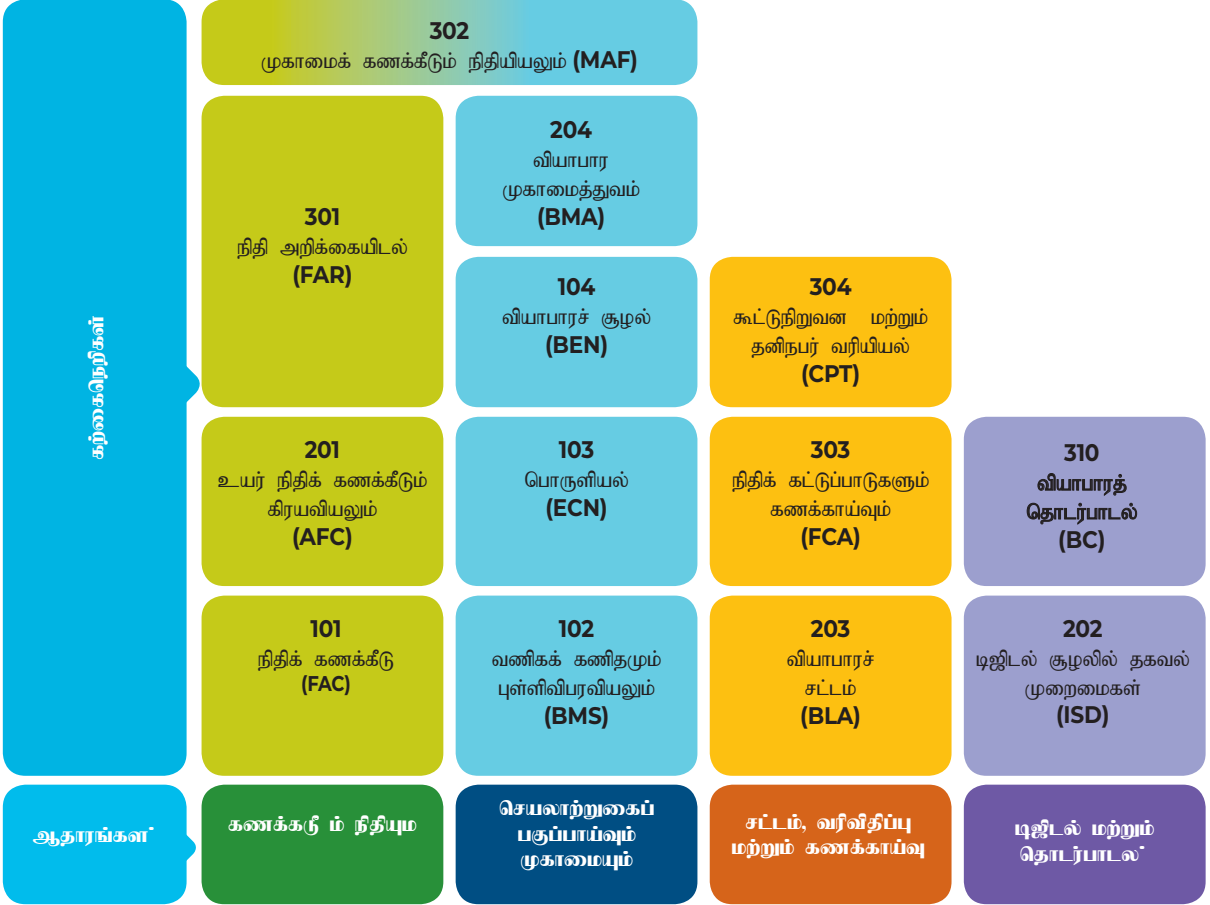 302
முகாமைக் கணக்கீடும் நிதியியலும் (MAF)
301
நிதி அறிக்கையிடல்
(FAR)
204
வியாபார
முகாமைத்துவம்
(BMA)
104
வியாபாரச் சூழல்
(BEN)
304
கூட்டுநிறுவன மற்றும்
தனிநபர் வரியியல்
(CPT)
கற்கைநெறிகள்
201
உயர் நிதிக் கணக்கீடும்
கிரயவியலும்
(AFC)
103
பொருளியல்
(ECN)
303
நிதிக் கட்டுப்பாடுகளும்
கணக்காய்வும்
(FCA)
310
வியாபாரத்
தொடர்பாடல்
(BC)
101
நிதிக் கணக்கீடு
(FAC)
102
வணிகக் கணிதமும்
புள்ளிவிபரவியலும்
(BMS)
203
வியாபாரச்
சட்டம்
(BLA)
202
டிஜிடல் சூழலில் தகவல்
முறைமைகள்
(ISD)
ஆதாரங்கள்
கணக்கடுீ ம் நிதியும
செயலாற்றுகைப்
பகுப்பாய்வும்
முகாமையும்
சட்டம், வரிவிதிப்பு
மற்றும் கணக்காய்வு
டிஜிடல் மற்றும்
தொடர்பாடல்